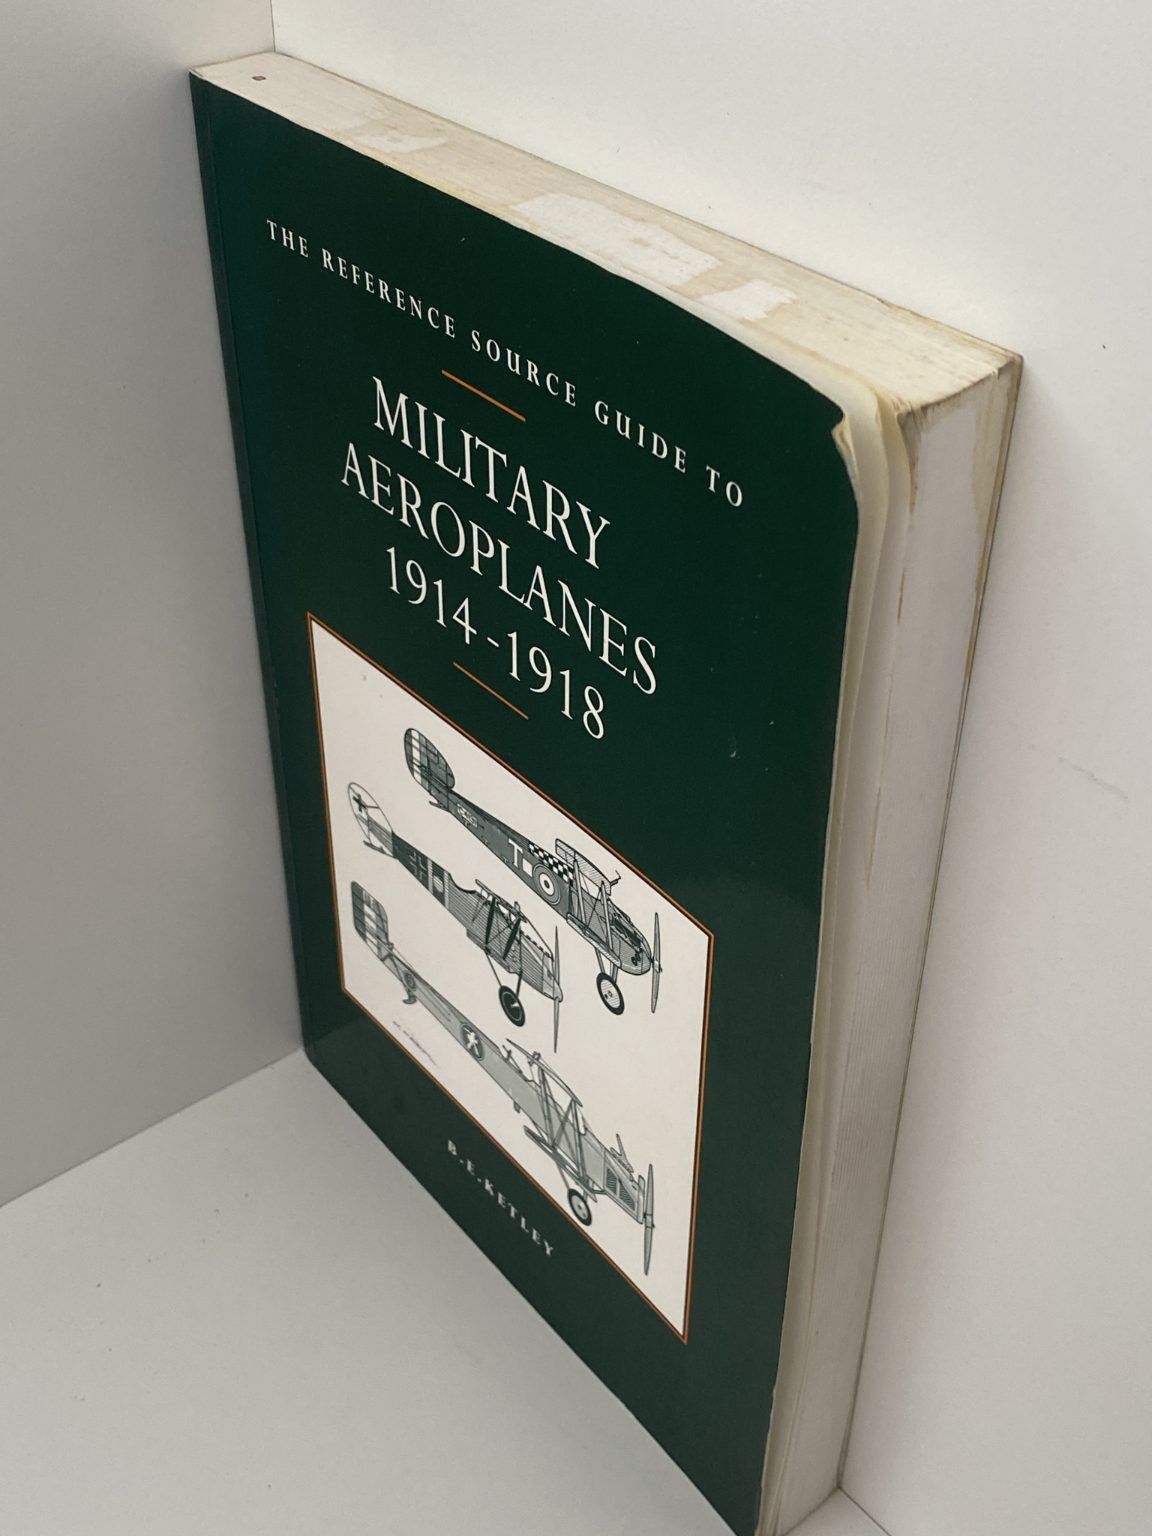 THE REFERENCE SOURCE GUIDE TO
MILITARY
AEROPLANES
1914-1918
T
B.E.KETLEY